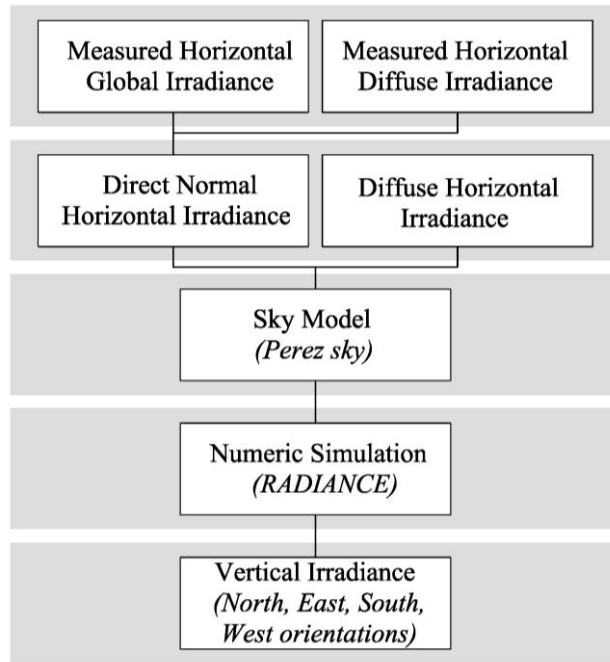 Measured Horizontal
Global Irradiance
Measured Horizontal
Diffuse Irradiance
Direct Normal
Horizontal Irradiance
Diffuse Horizontal
Irradiance
Sky Model
(Perez sky)
Numeric Simulation
(RADIANCE)
Vertical Irradiance
(North, East, South,
West orientations)